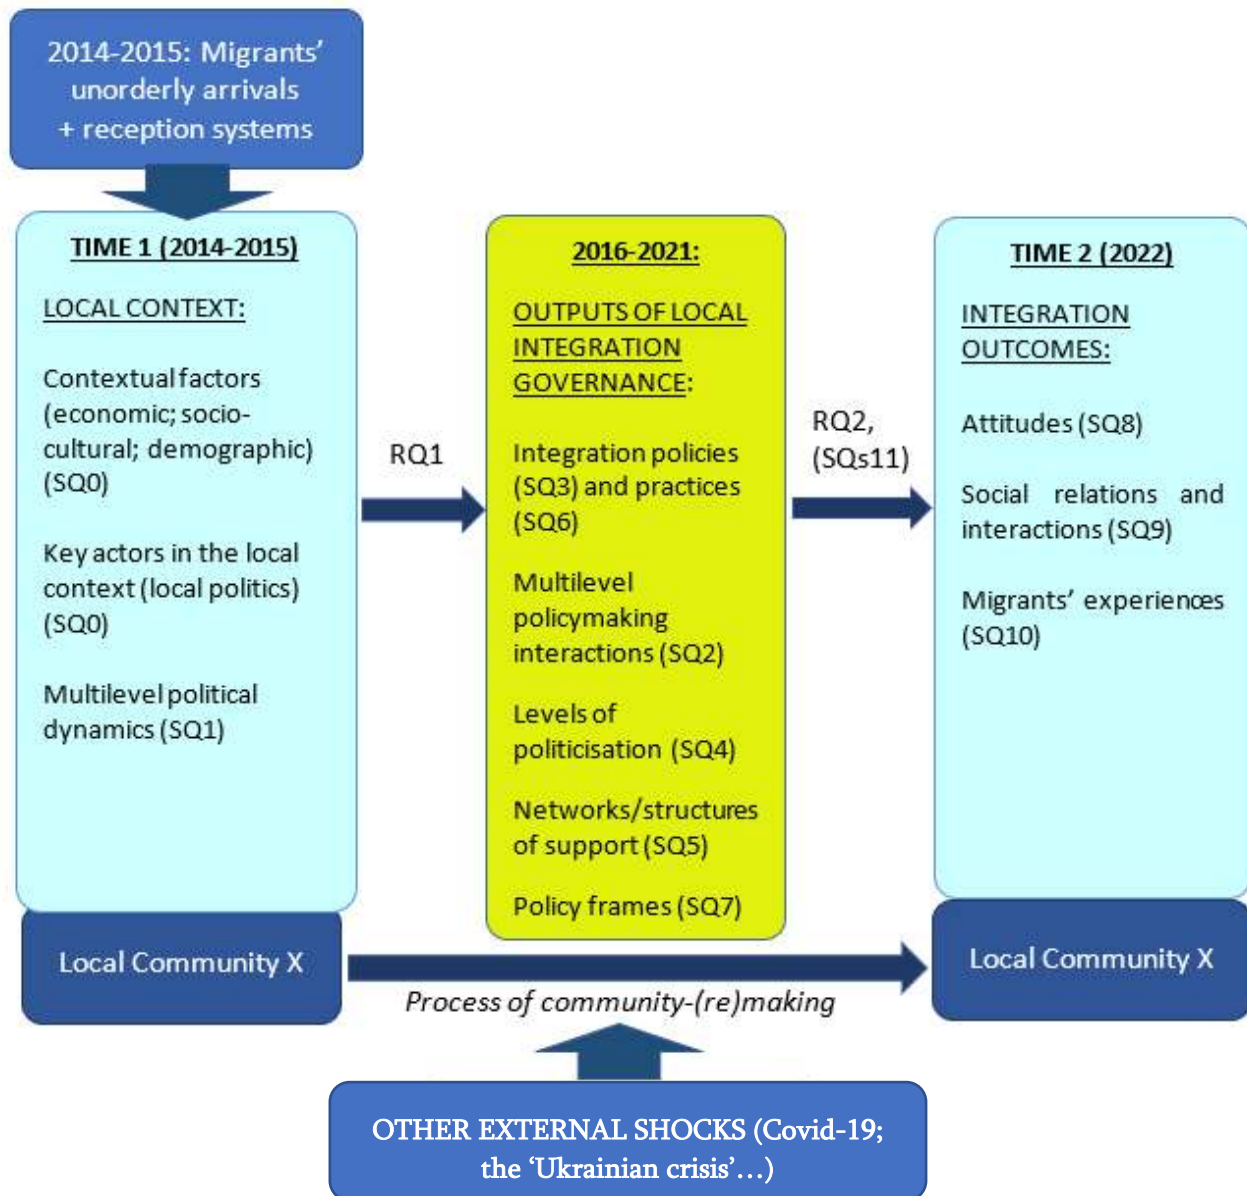 2014-2015: Migrants’
unorderly arrivals
+ reception systems
TIME 1 (2014-2015)
LOCAL CONTEXT:
Contextual factors
(economic; socio-
cultural; demographic)
(SQ0)
Key actors in the local
context (local politics)
(SQ0)
Multilevel political
dynamics (SQ1)
Local Community X
RQ1
2016-2021:
OUTPUTS OF LOCAL
INTEGRATION
GOVERNANCE:
Integration policies
(SQ3) and practices
(SQ6)
Multilevel
policymaking
interactions (SQ2)
Levels of
politicisation (SQ4)
Networks/structures
of support (SQ5)
Policy frames (SQ7)
RQ2,
(SQs11)
TIME 2 (2022)
INTEGRATION
OUTCOMES:
Attitudes (SQ8)
Social relations and
interactions (SQ9)
Migrants’ experiences
(SQ10)
Local Community X
Process of community-(re)making
OTHER EXTERNAL SHOCKS (Covid-19;
the ‘Ukrainian crisis’…)